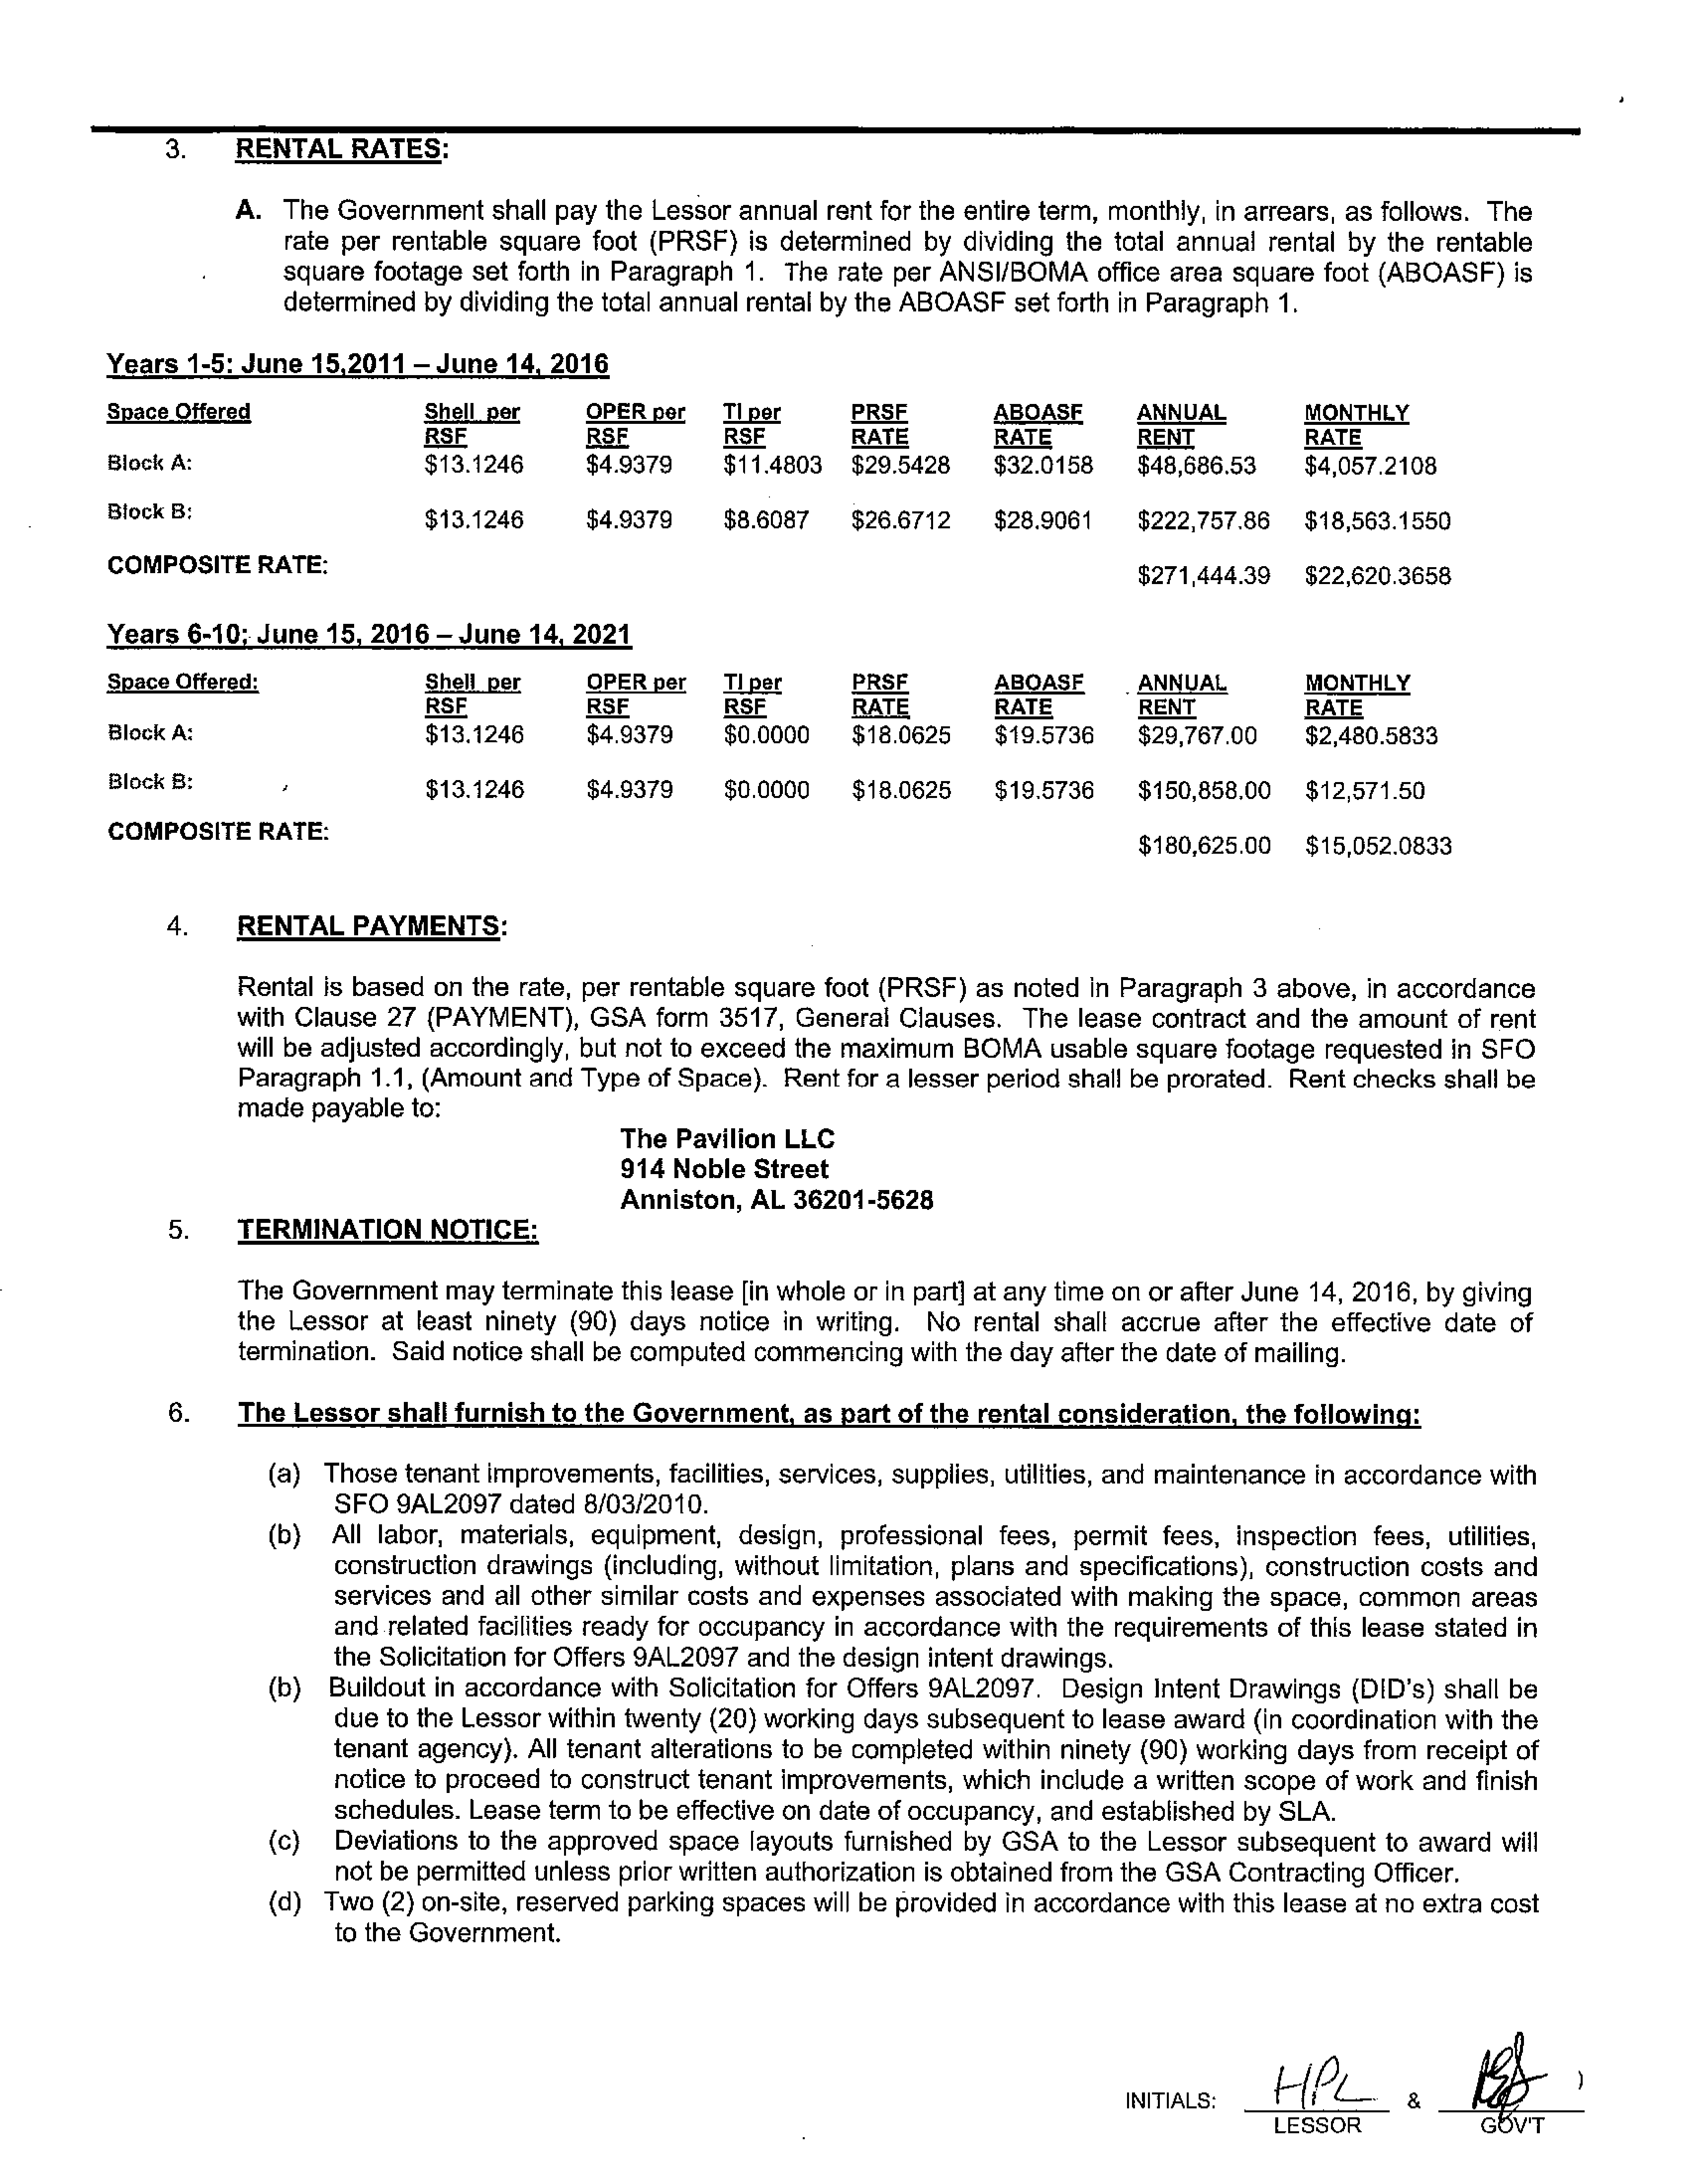 3. RENTAL RATES:
A. The Government shall pay the Lessor annual rent for the entire term, monthly, in arrears, as follows. The
rate per rentable square foot (PRSF) is determined by dividing the total annual rental by the rentable
square footage set forth in Paragraph 1. The rate per ANSI/BOMA office area square foot (ABOASF) is
determined by dividing the total annual rental by the ABOASF set forth in Paragraph 1.
Years 1-5: June 15,2011 – June 14, 2016
Space Offered Shell per OPER per TI per PRSF ABOASF ANNUAL MONTHLY
RSF RSF RSF RATE RATE RENT RATE
Block A: $13.1246 $4.9379 $11.4803 $29.5428 $32.0158 $48,686.53 $4,057.2108
Block B: $13.1246 $4.9379 $8.6087 $26.6712 $28.9061 $222,757.86 $18,563.1550
COMPOSITE RATE: $271,444.39 $22,620.3658
Years 6-10: June 15, 2016 – June 14, 2021
Space Offered: Shell per OPER per TI per PRSF ABOASF ANNUAL MONTHLY
RSF RSF RSF RATE RATE RENT RATE
Block A: $13.1246 $4.9379 $0.0000 $18.0625 $19.5736 $29,767.00 $2,480.5833
Block B: $13.1246 $4.9379 $0.0000 $18.0625 $19.5736 $150,858.00 $12,571.50
COMPOSITE RATE: $180,625.00 $15,052.0833
4. RENTAL PAYMENTS:
Rental is based on the rate, per rentable square foot (PRSF) as noted in Paragraph 3 above, in accordance
with Clause 27 (PAYMENT), GSA form 3517, General Clauses. The lease contract and the amount of rent
will be adjusted accordingly, but not to exceed the maximum BOMA usable square footage requested in SFO
Paragraph 1.1, (Amount and Type of Space). Rent for a lesser period shall be prorated. Rent checks shall be
made payable to:
The Pavilion LLC
914 Noble Street
Anniston, AL 36201-5628
5. TERMINATION NOTICE:
The Government may terminate this lease [in whole or in part] at any time on or after June 14, 2016, by giving
the Lessor at least ninety (90) days notice in writing. No rental shall accrue after the effective date of
termination. Said notice shall be computed commencing with the day after the date of mailing.
6. The Lessor shall furnish to the Government, as part of the rental consideration, the following:
(a) Those tenant improvements, facilities, services, supplies, utilities, and maintenance in accordance with
SFO 9AL2097 dated 8/03/2010.
(b) All labor, materials, equipment, design, professional fees, permit fees, inspection fees, utilities,
construction drawings (including, without limitation, plans and specifications), construction costs and
services and all other similar costs and expenses associated with making the space, common areas
and related facilities ready for occupancy in accordance with the requirements of this lease stated in
the Solicitation for Offers 9AL2097 and the design intent drawings.
(b) Buildout in accordance with Solicitation for Offers 9AL2097. Design Intent Drawings (DID's) shall be
due to the Lessor within twenty (20) working days subsequent to lease award (in coordination with the
tenant agency). All tenant alterations to be completed within ninety (90) working days from receipt of
notice to proceed to construct tenant improvements, which include a written scope of work and finish
schedules. Lease term to be effective on date of occupancy, and established by SLA.
(c) Deviations to the approved space layouts furnished by GSA to the Lessor subsequent to award will
not be permitted unless prior written authorization is obtained from the GSA Contracting Officer.
(d) Two (2) on-site, reserved parking spaces will be provided in accordance with this lease at no extra cost
to the Government.
INITIALS: HPL &
LESSOR GOV'T